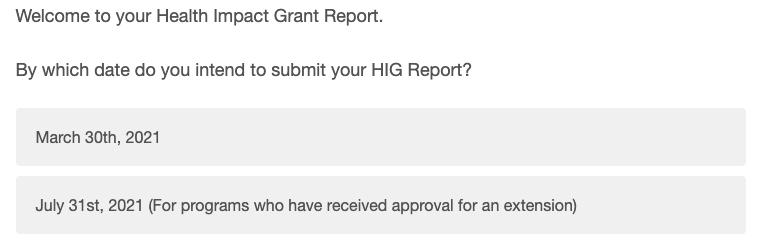 Welcome to your Health Impact Grant Report.
By which date do you intend to submit your HIG Report?
March 30th, 2021
July 31st, 2021 (For programs who have received approval for an extension)